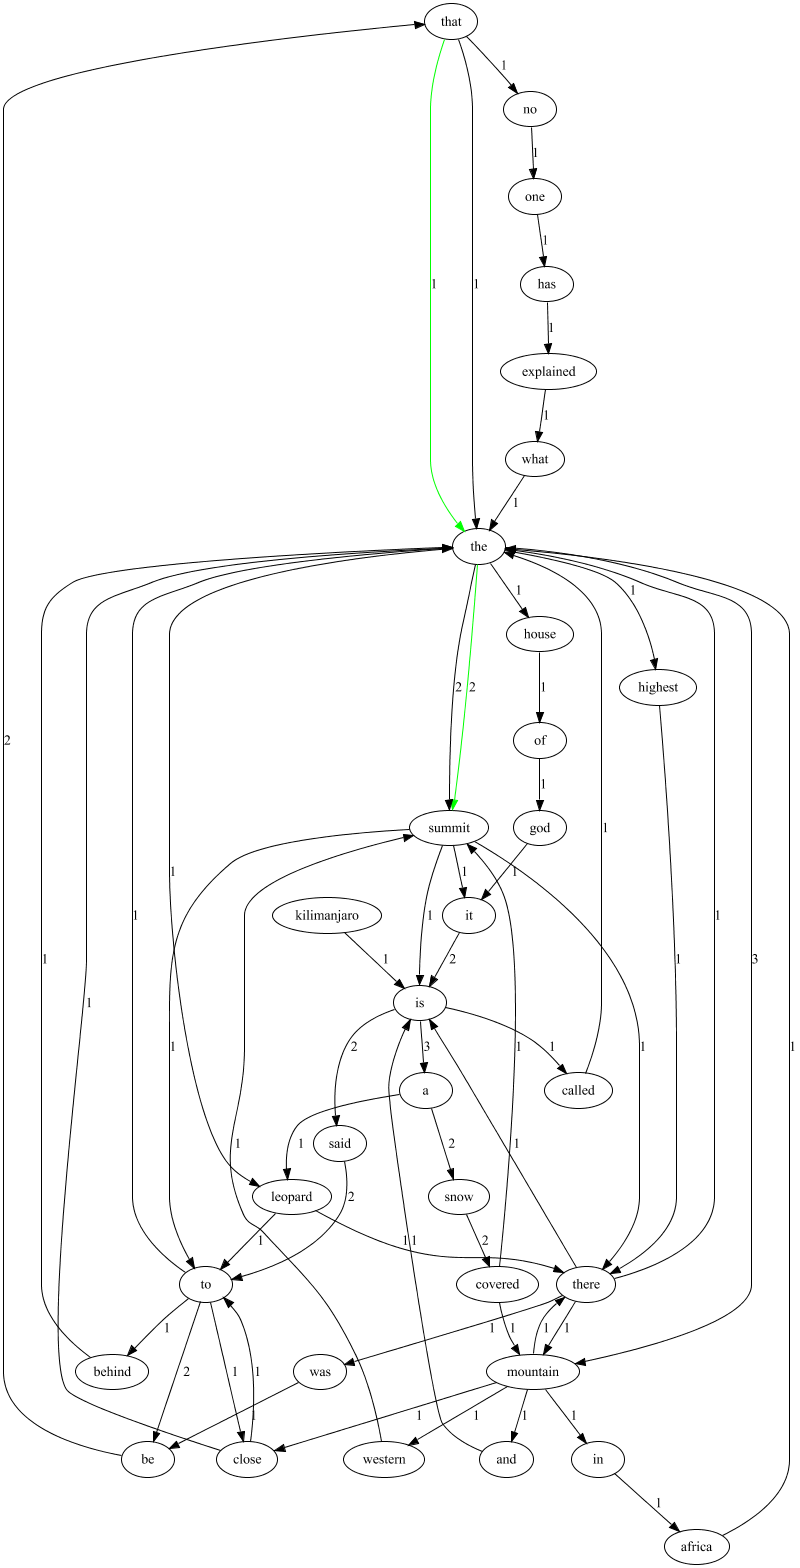 that
1
no
1
one
1
1
1
has
1
explained
1
what
1
the
1
1
house
2
2
1
highest
2
1
of
1
summit
god
1
1
1
1
kilimanjaro
it
1
1
1
1
2
1
1
3
is
1
1
2
3
1
1
1
1
a
called
1
said
1
2
1
leopard
2
snow
1
1
1
2
to
covered
there
1
1
1
1
1
behind
2
1
1
was
mountain
1
1
1
1
1
be
close
western
and
in
1
africa